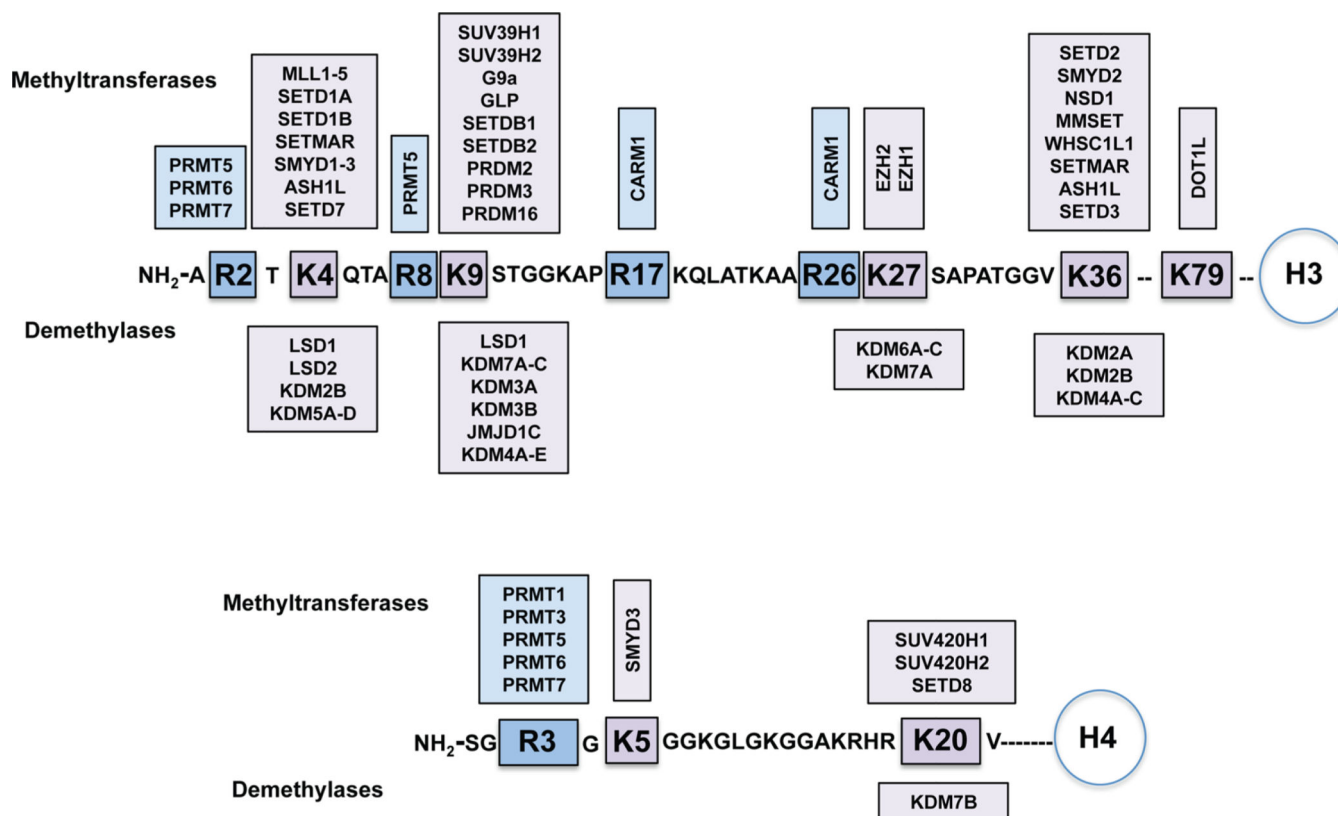 Methyltransferases
PRMT5
PRMT6
PRMT7
MLL1-5
SETD1A
SETD1B
SETMAR
SMYD1-3
ASH1L
SETD7
PRMT5
SUV39H1
SUV39H2
G9a
GLP
SETDB1
SETDB2
PRDM2
PRDM3
PRDM16
CARM1
CARM1
EZH2
EZH1
SETD2
SMYD2
NSD1
MMSET
WHSC1L1
SETMAR
ASH1L
SETD3
DOT1L
NH2-A R2 T K4 QTA R8 K9 STGGKAP R17 KQLATKAA R26 K27 SAPATGGV K36 -- K79 -- H3
Demethylases
LSD1
LSD2
KDM2B
KDM5A-D
LSD1
KDM7A-C
KDM3A
KDM3B
JMJD1C
KDM4A-E
KDM6A-C
KDM7A
KDM2A
KDM2B
KDM4A-C
Methyltransferases
PRMT1
PRMT3
PRMT5
PRMT6
PRMT7
SMYD3
SUV420H1
SUV420H2
SETD8
NH2-SG R3 G K5 GGKGLGKGGAKRHR K20 V------- H4
Demethylases
KDM7B